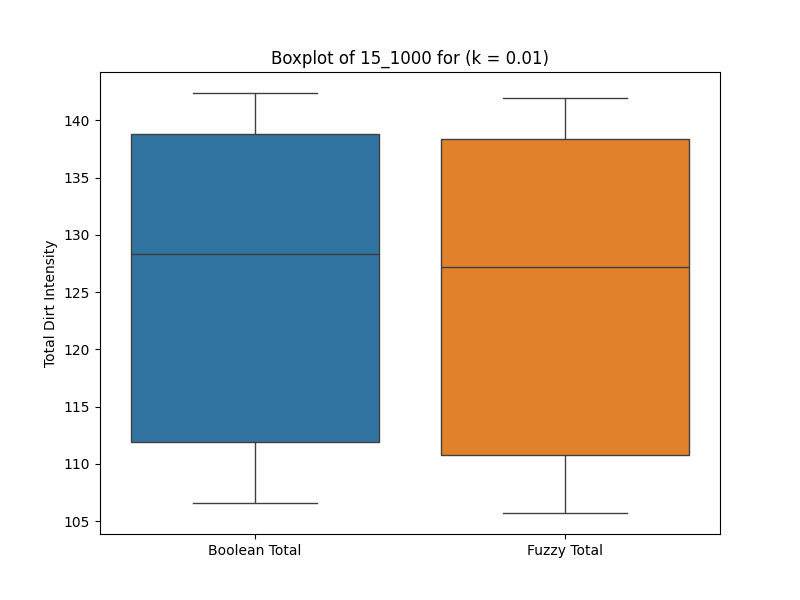 Boxplot of 15_1000 for (k = 0.01)
Total Dirt Intensity
140
135
130
125
120
115
110
105
Boolean Total
Fuzzy Total